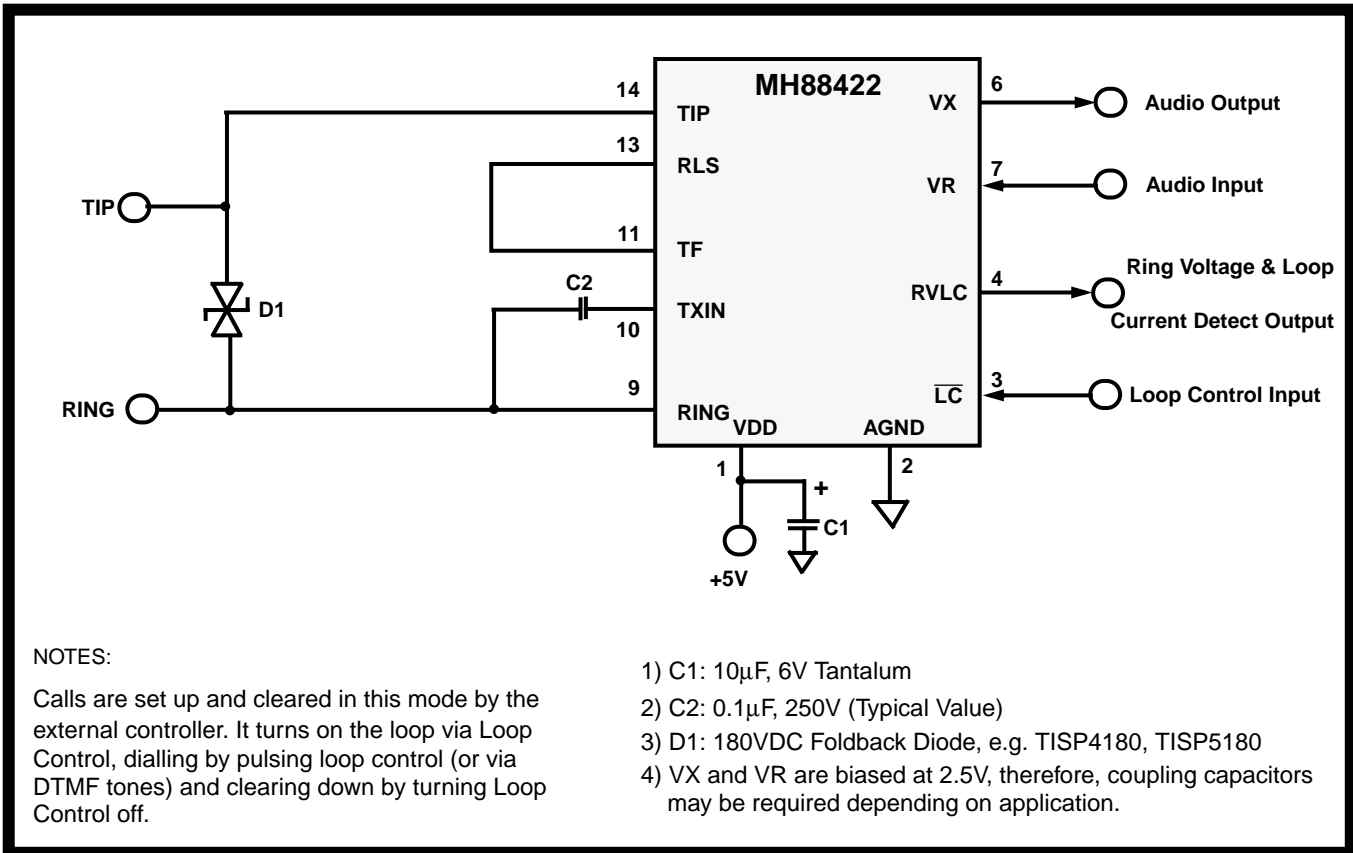 MH88422
14
TIP
VX
6
Audio Output
13
RLS
VR
7
Audio Input
TIP
11
TF
Ring Voltage & Loop
Current Detect Output
RVLC
4
C2
TXIN
10
D1
LC
3
Loop Control Input
RING
9
RING
VDD
AGND
1
2
+
C1
+5V
NOTES:
Calls are set up and cleared in this mode by the
external controller. It turns on the loop via Loop
Control, dialling by pulsing loop control (or via
DTMF tones) and clearing down by turning Loop
Control off.
1) C1: 10μF, 6V Tantalum
2) C2: 0.1μF, 250V (Typical Value)
3) D1: 180VDC Foldback Diode, e.g. TISP4180, TISP5180
4) VX and VR are biased at 2.5V, therefore, coupling capacitors
may be required depending on application.